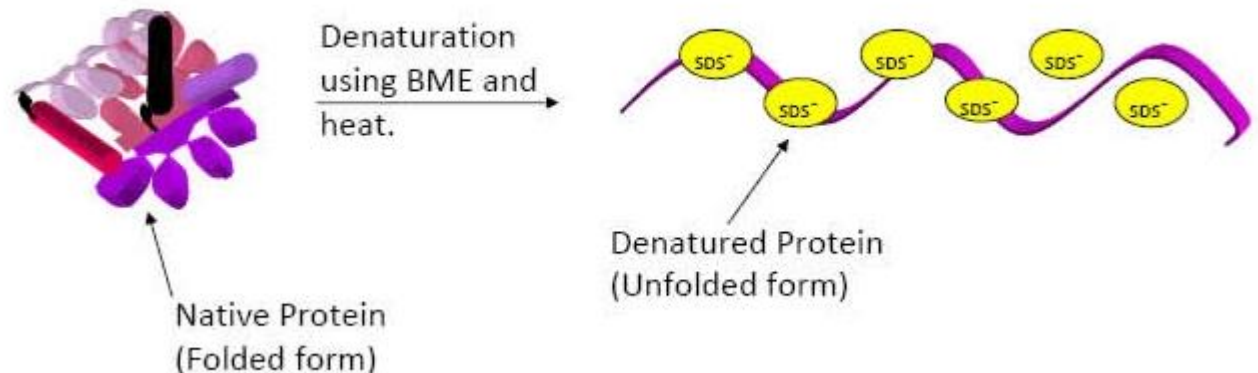 Denaturation
using BME and
heat.
SDS⁻
SDS⁻
SDS⁻
SDS⁻
SDS⁻
SDS⁻
Denatured Protein
(Unfolded form)
Native Protein
(Folded form)